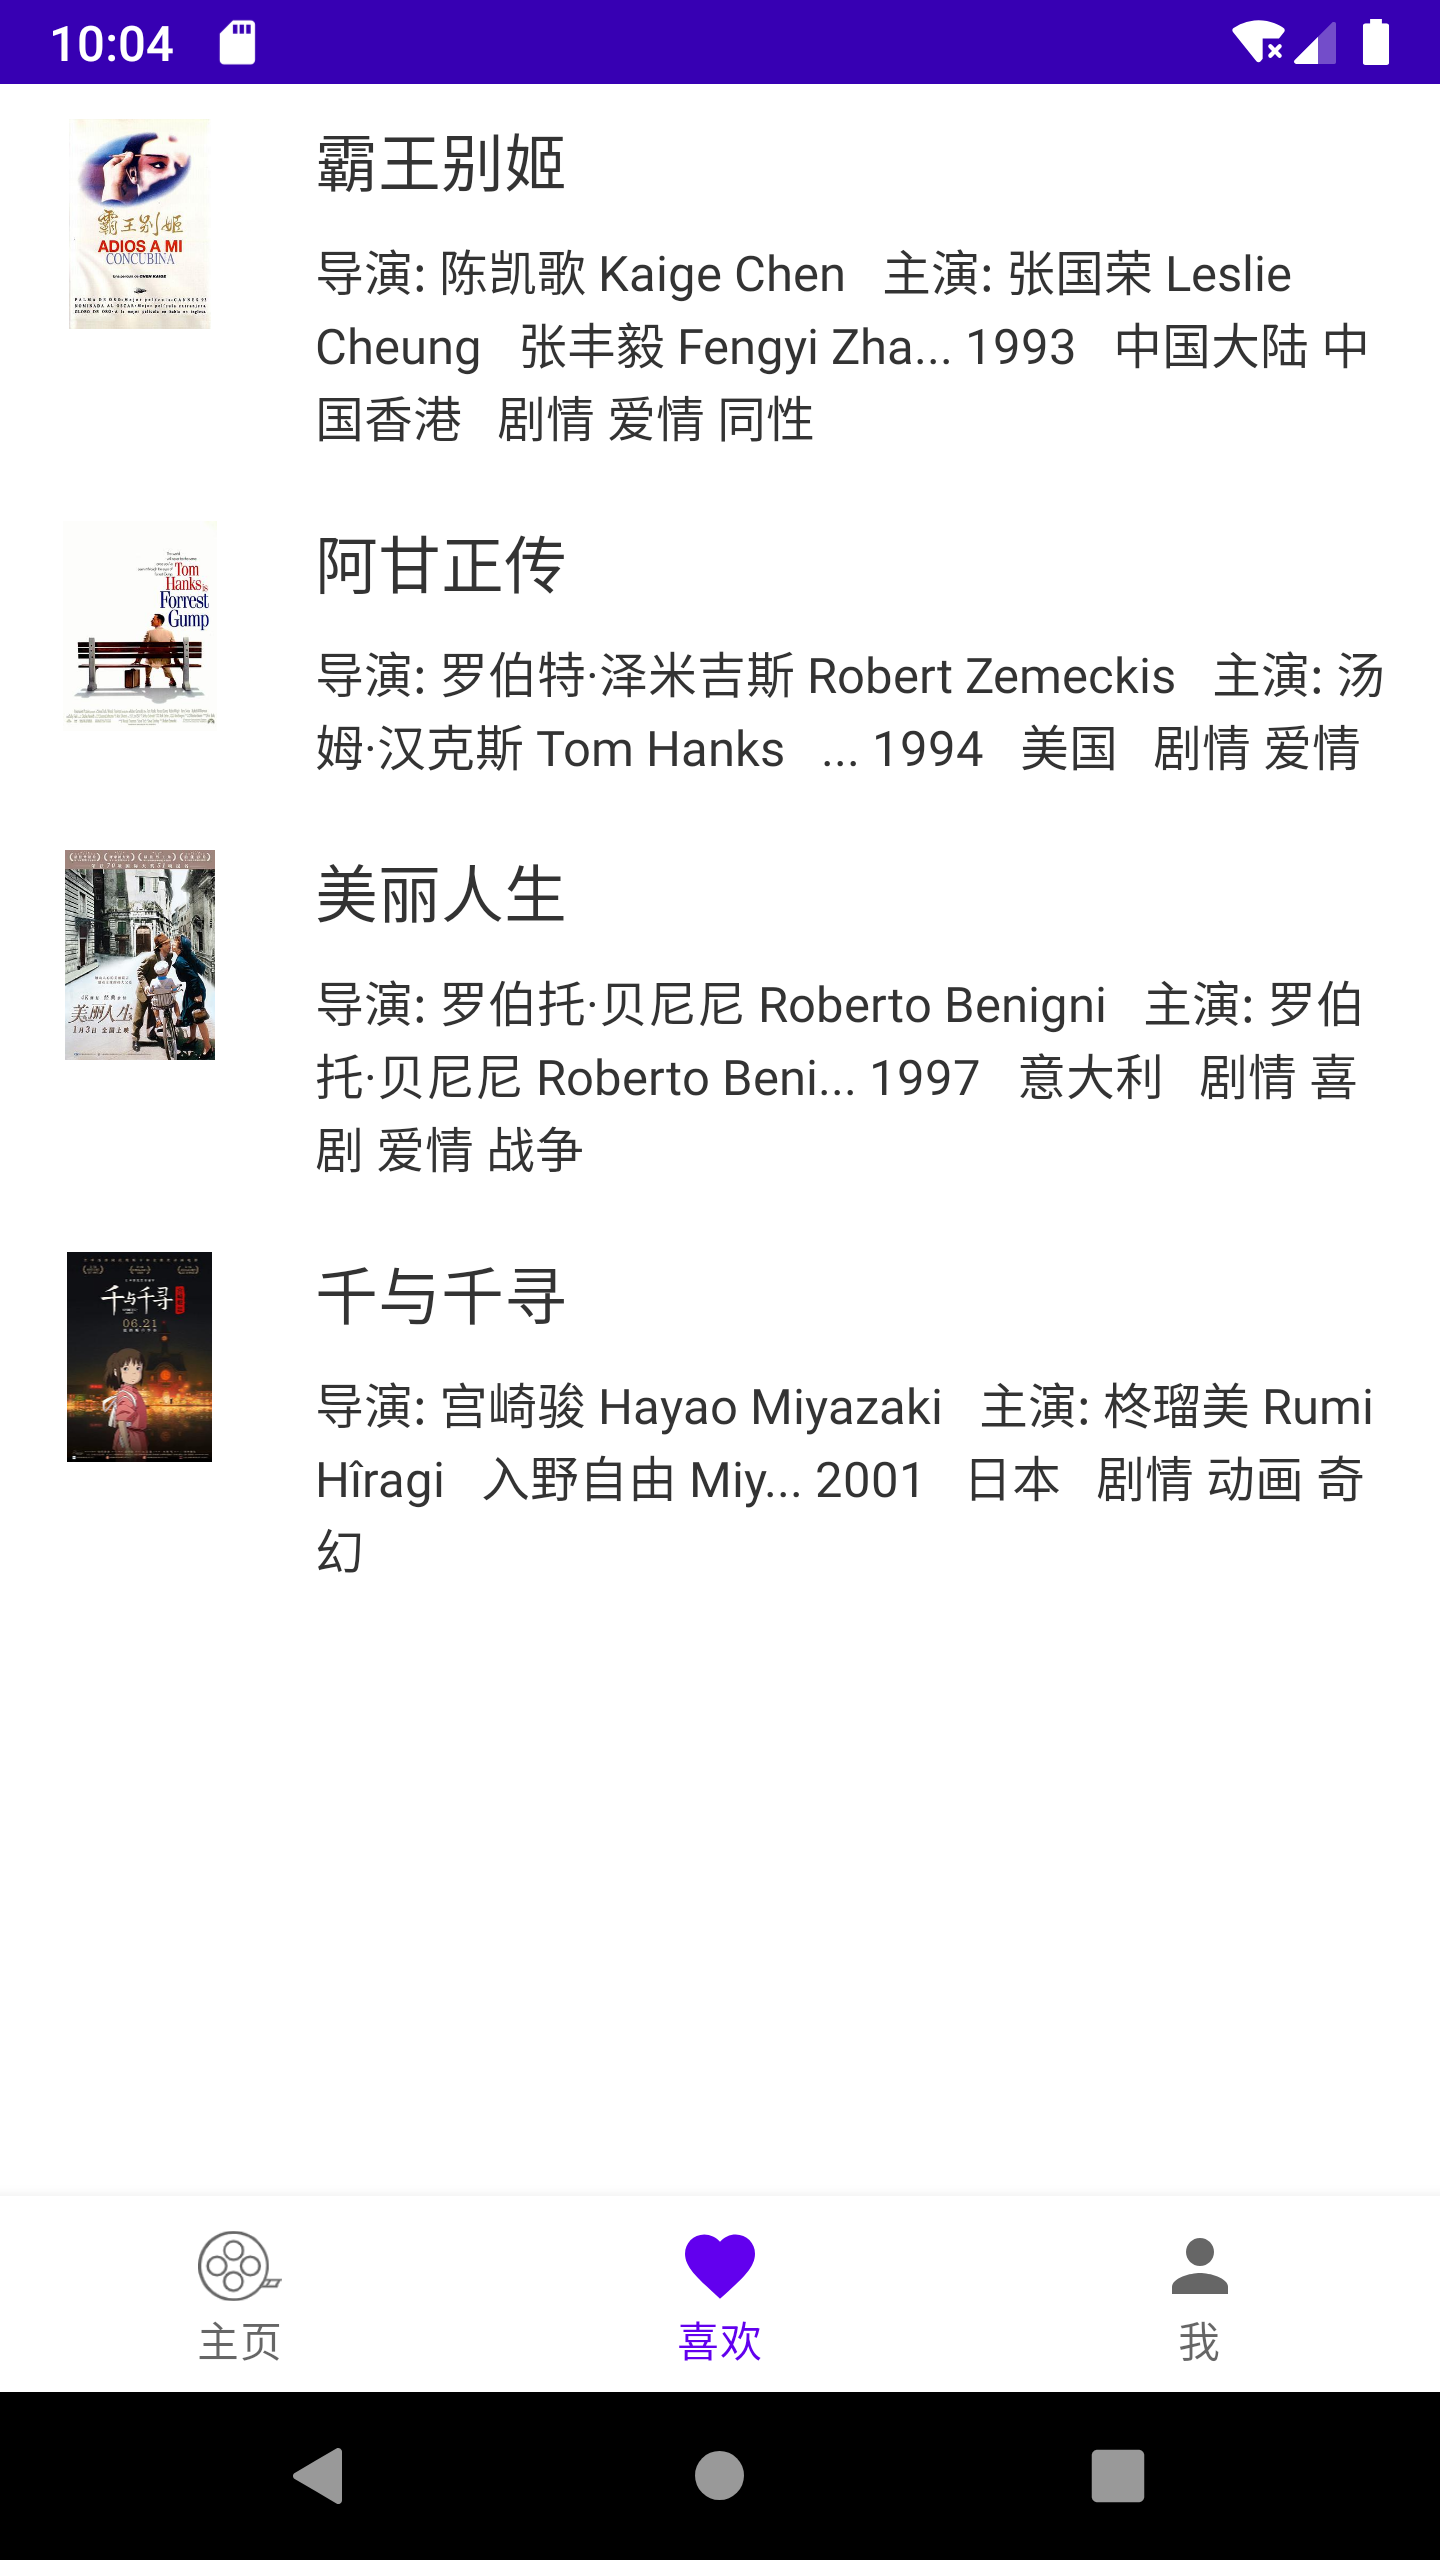 10:04
霸王别姬
ADIOS A MI
CONCUBINA
霸王别姬
导演: 陈凯歌 Kaige Chen 主演: 张国荣 Leslie
Cheung 张丰毅 Fengyi Zha... 1993 中国大陆 中
国香港 剧情 爱情 同性
Tom
Hanks is
Forrest
Gump
阿甘正传
导演: 罗伯特·泽米吉斯 Robert Zemeckis 主演: 汤
姆·汉克斯 Tom Hanks ... 1994 美国 剧情 爱情
美丽人生
1月3日 全国上映
美丽人生
导演: 罗伯托·贝尼尼 Roberto Benigni 主演: 罗伯
托·贝尼尼 Roberto Beni... 1997 意大利 剧情 喜
剧 爱情 战争
千与千寻
06.21
千与千寻
导演: 宫崎骏 Hayao Miyazaki 主演: 柊瑠美 Rumi
Hîragi 入野自由 Miy... 2001 日本 剧情 动画 奇
幻
主页
喜欢
我